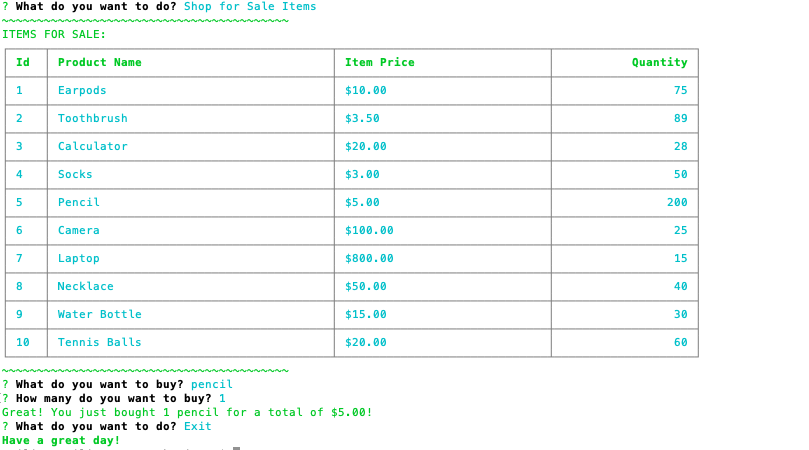 ? What do you want to do? Shop for Sale Items
~~~~~~~~~~~~~~~~~~~~~~~~~~~~~~~~~~~~~~~~~
ITEMS FOR SALE:
Id Product Name Item Price Quantity
1 Earpods $10.00 75
2 Toothbrush $3.50 89
3 Calculator $20.00 28
4 Socks $3.00 50
5 Pencil $5.00 200
6 Camera $100.00 25
7 Laptop $800.00 15
8 Necklace $50.00 40
9 Water Bottle $15.00 30
10 Tennis Balls $20.00 60
~~~~~~~~~~~~~~~~~~~~~~~~~~~~~~~~~~~~~~~~~
? What do you want to buy? pencil
? How many do you want to buy? 1
Great! You just bought 1 pencil for a total of $5.00!
? What do you want to do? Exit
Have a great day!